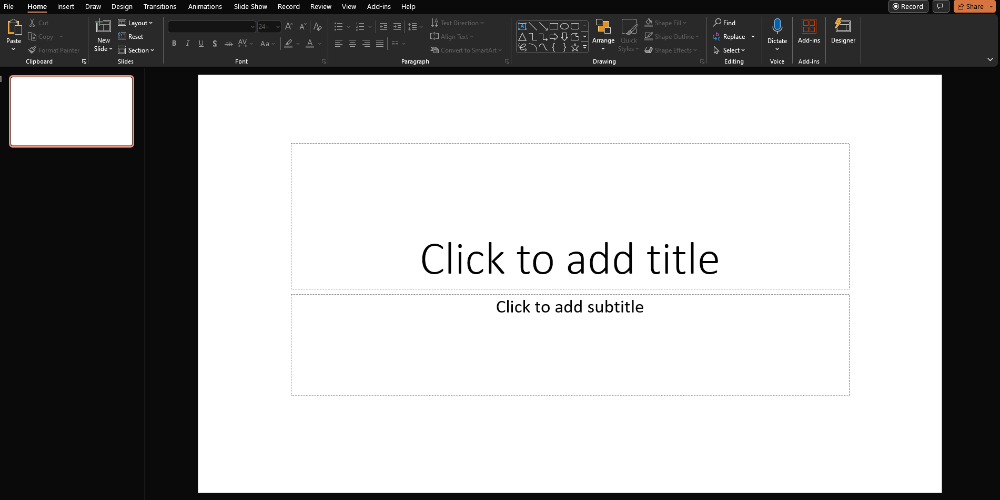 File Home Insert Draw Design Transitions Animations Slide Show Record Review View Add-ins Help Record Share
Paste
Cut
Copy
Format Painter
Clipboard
New
Slide
Layout
Reset
Section
Slides
24+
B I U S ab AV Aa A
Font
Text Direction
Align Text
Convert to SmartArt
Paragraph
Arrange
Quick
Styles
Shape Fill
Shape Outline
Shape Effects
Drawing
Find
Replace
Select
Editing
Dictate
Voice
Add-ins
Add-ins
Designer
1
Click to add title
Click to add subtitle